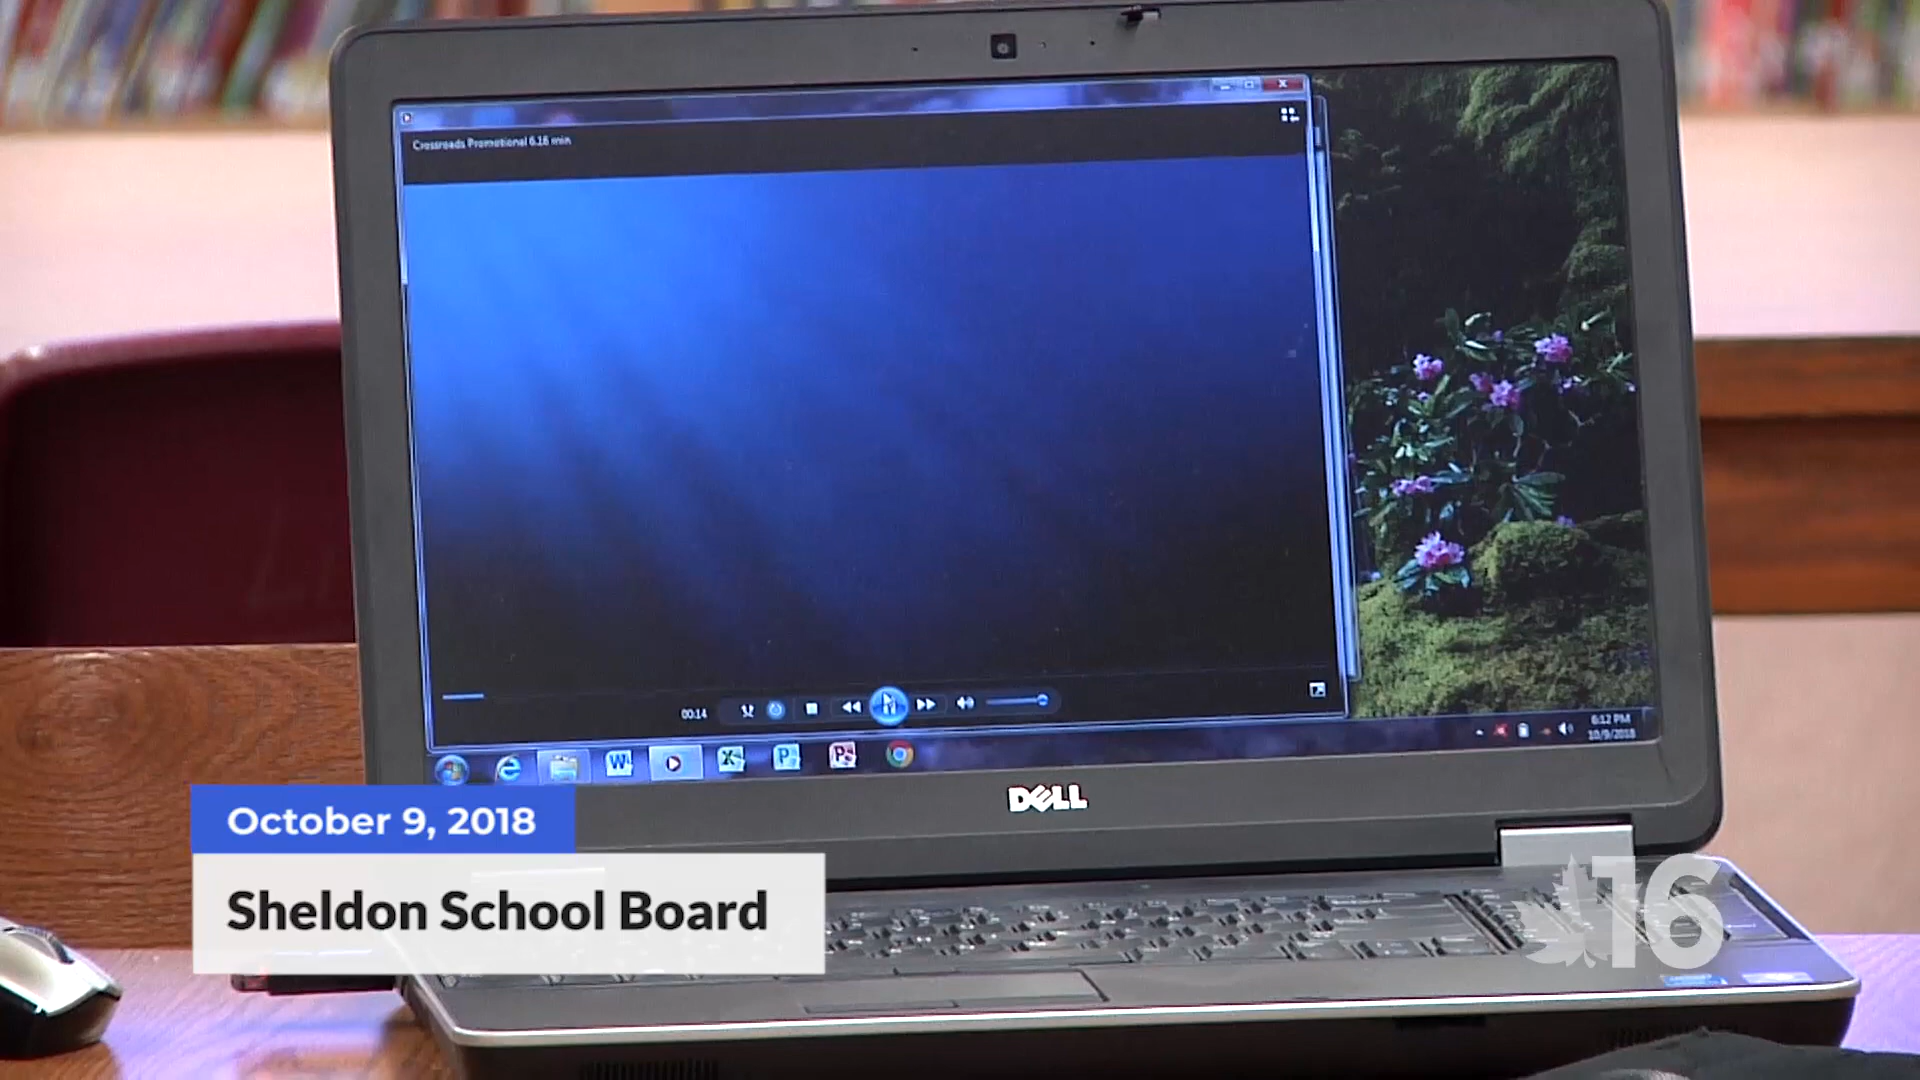 Crossroads Promotional 6.16 min
00:14
6:12 PM
10/9/2018
DELL
October 9, 2018
Sheldon School Board
16